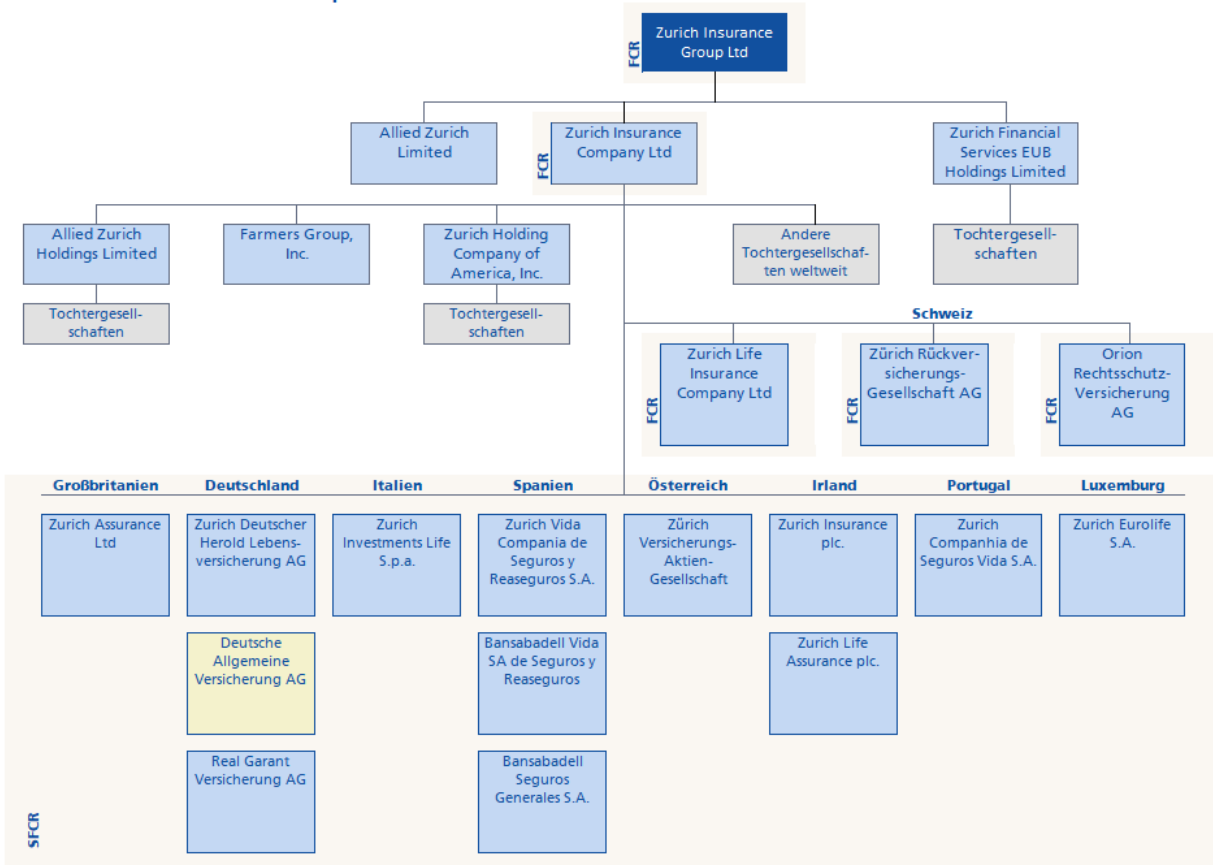 Zurich Insurance
Group Ltd
FCR
Allied Zurich
Limited
Zurich Insurance
Company Ltd
FCR
Zurich Financial
Services EUB
Holdings Limited
Allied Zurich
Holdings Limited
Farmers Group,
Inc.
Zurich Holding
Company of
America, Inc.
Andere
Tochtergesellschaf-
ten weltweit
Tochtergesell-
schaften
Tochtergesell-
schaften
Tochtergesell-
schaften
Schweiz
Zurich Life
Insurance
Company Ltd
FCR
Zürich Rückver-
sicherungs-
Gesellschaft AG
FCR
Orion
Rechtsschutz-
Versicherung
AG
FCR
Großbritanien
Deutschland
Italien
Spanien
Österreich
Irland
Portugal
Luxemburg
Zurich Assurance
Ltd
Zurich Deutscher
Herold Lebens-
versicherung AG
Zurich
Investments Life
S.p.a.
Zurich Vida
Compania de
Seguros y
Reaseguros S.A.
Zürich
Versicherungs-
Aktien-
Gesellschaft
Zurich Insurance
plc.
Zurich
Companhia de
Seguros Vida S.A.
Zurich Eurolife
S.A.
Deutsche
Allgemeine
Versicherung AG
Bansabadell Vida
SA de Seguros y
Reaseguros
Zurich Life
Assurance plc.
Real Garant
Versicherung AG
Bansabadell
Seguros
Generales S.A.
SFCR